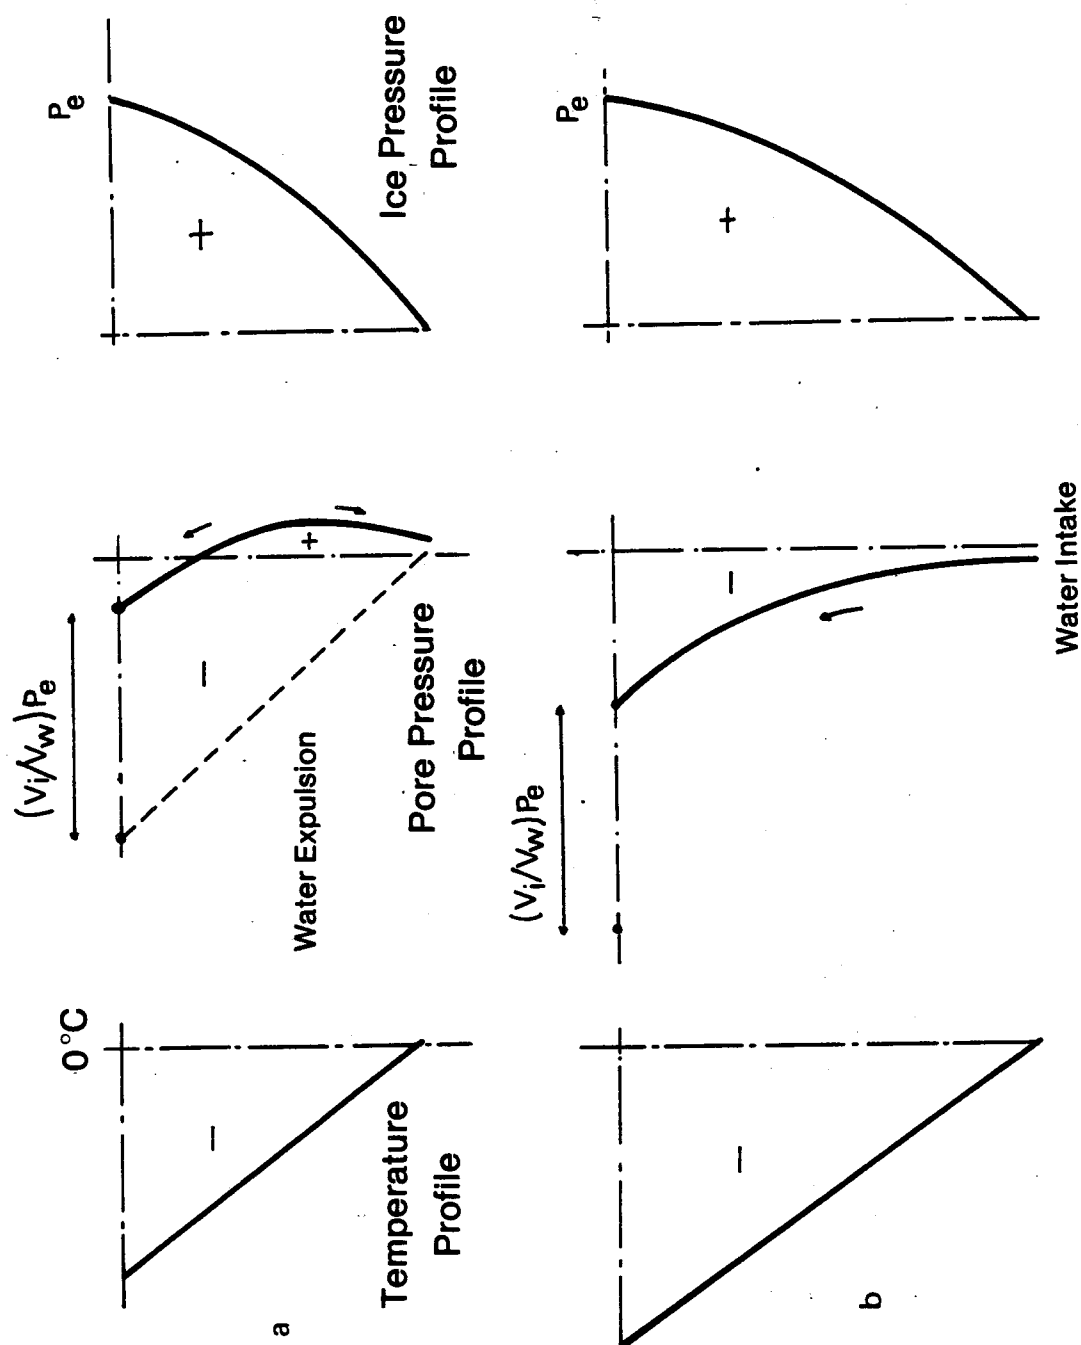 0°C
(Vi/Vw)Pe
Pe
−
−
+
+
Water Expulsion
a
Temperature
Profile
Pore Pressure
Profile
Ice Pressure
Profile
(Vi/Vw)Pe
Pe
−
−
+
b
Water Intake